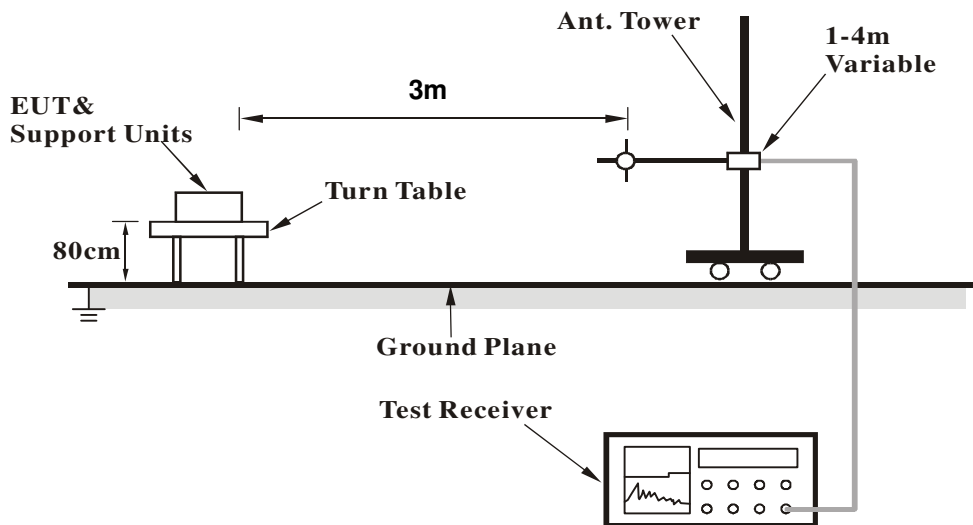 Ant. Tower
1-4m
Variable
3m
EUT&
Support Units
Turn Table
80cm
Ground Plane
Test Receiver